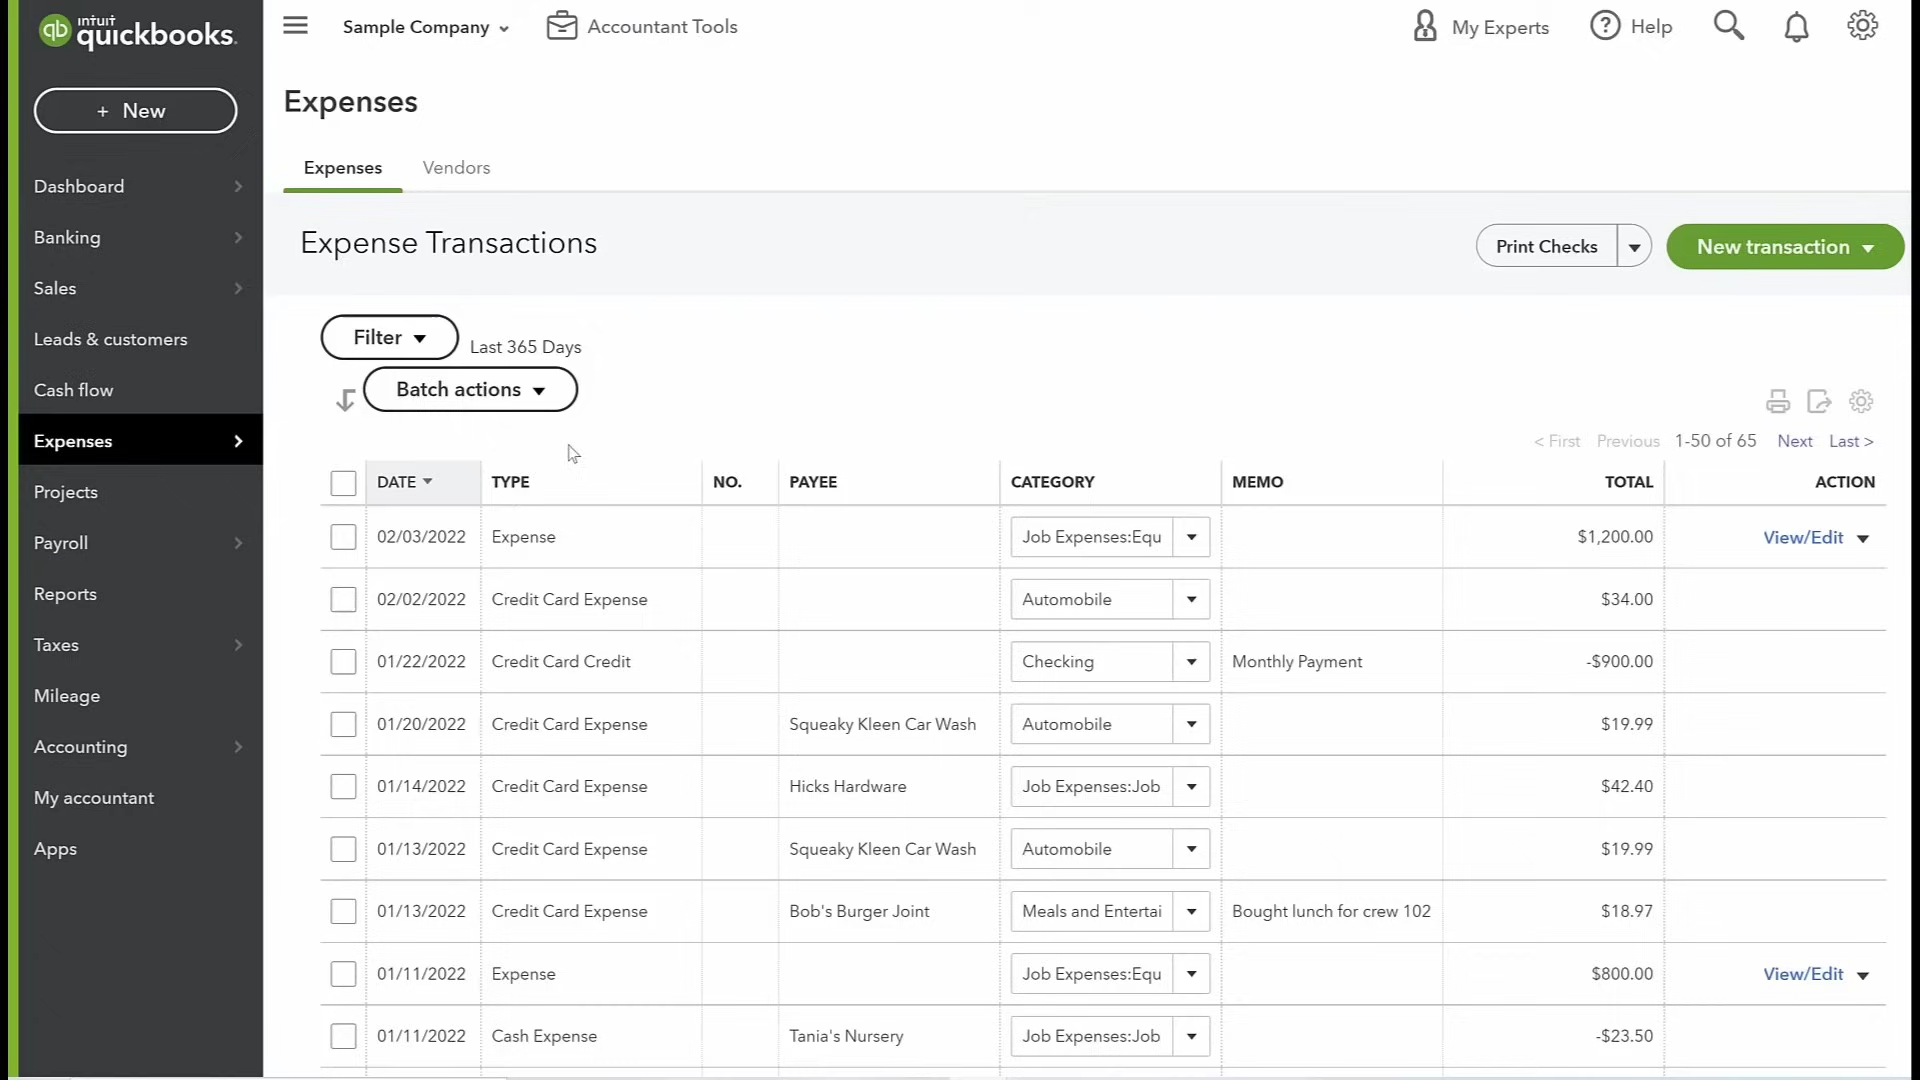 intuit
qb quickbooks.
Sample Company
Accountant Tools
My Experts
Help
+ New
Expenses
Expenses Vendors
Dashboard
Banking
Sales
Leads & customers
Cash flow
Expenses
Projects
Payroll
Reports
Taxes
Mileage
Accounting
My accountant
Apps
Expense Transactions
Print Checks
New transaction
Filter
Last 365 Days
Batch actions
< First Previous 1-50 of 65 Next Last >
DATE TYPE NO. PAYEE CATEGORY MEMO TOTAL ACTION
02/03/2022 Expense Job Expenses:Equ $1,200.00 View/Edit
02/02/2022 Credit Card Expense Automobile $34.00
01/22/2022 Credit Card Credit Checking Monthly Payment -$900.00
01/20/2022 Credit Card Expense Squeaky Kleen Car Wash Automobile $19.99
01/14/2022 Credit Card Expense Hicks Hardware Job Expenses:Job $42.40
01/13/2022 Credit Card Expense Squeaky Kleen Car Wash Automobile $19.99
01/13/2022 Credit Card Expense Bob's Burger Joint Meals and Entertai Bought lunch for crew 102 $18.97
01/11/2022 Expense Job Expenses:Equ $800.00 View/Edit
01/11/2022 Cash Expense Tania's Nursery Job Expenses:Job -$23.50